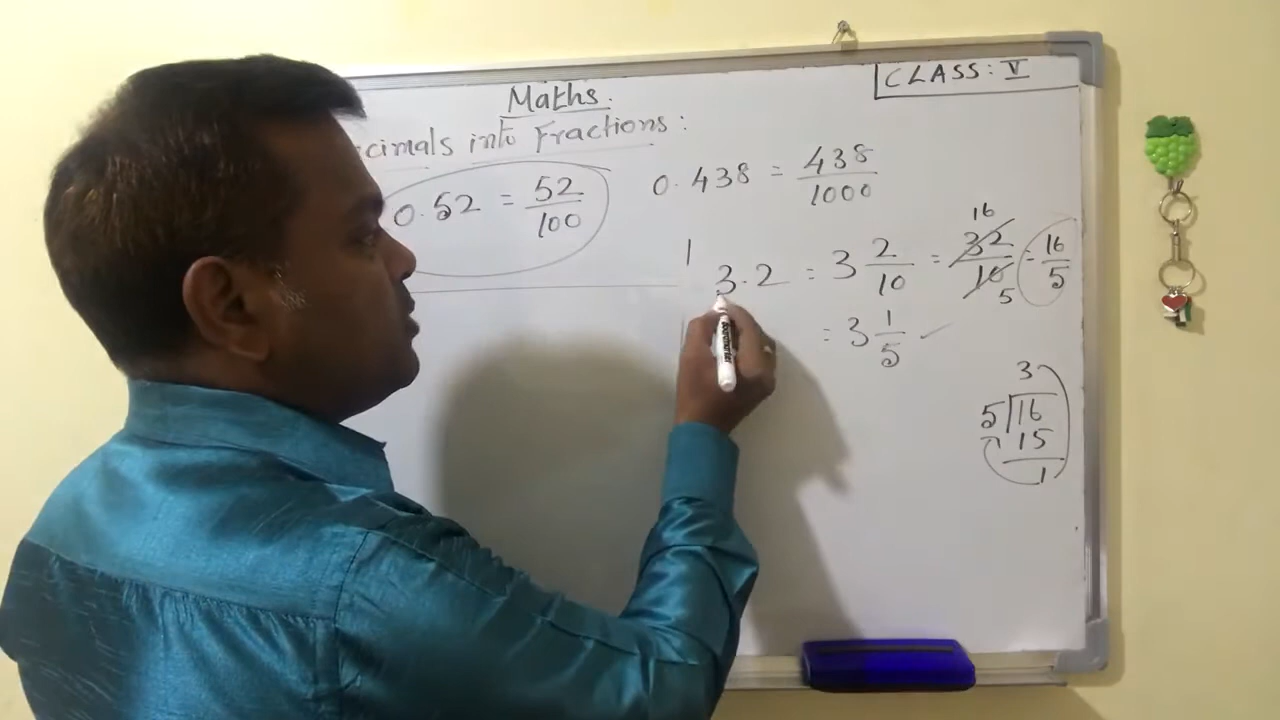 CLASS: V
Maths.
cimals into Fractions:
0.52 = 52/100
0.438 = 438/1000
3.2 = 3 2/10 = 32/10 = 16/5
16
5
= 3 1/5 ✓
3
5 16
15
1